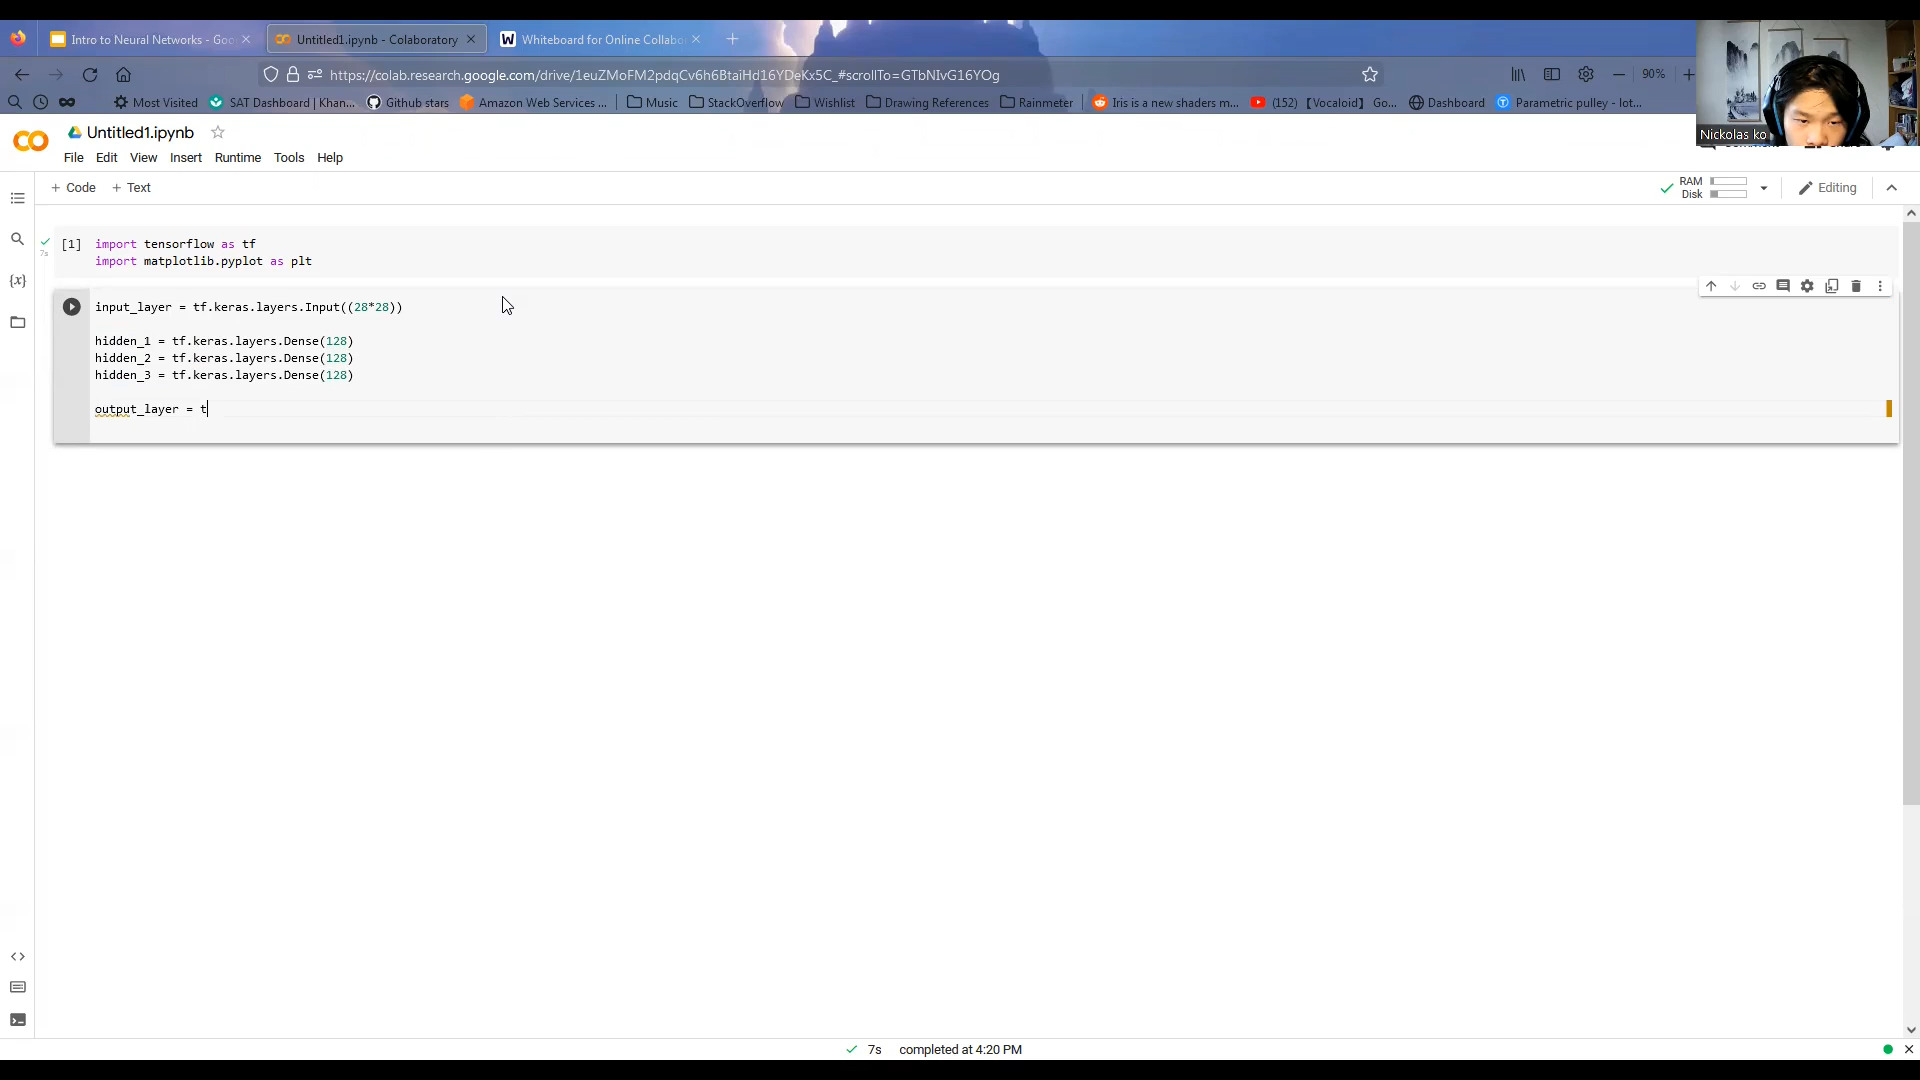 Intro to Neural Networks - Goo
Untitled1.ipynb - Colaboratory
W Whiteboard for Online Collabo
https://colab.research.google.com/drive/1euZMoFM2pdqCv6h6BtaiHd16YDeKx5C_#scrollTo=GTbNIvG16YOg
90%
Most Visited
SAT Dashboard | Khan...
Github stars
Amazon Web Services ...
Music
StackOverflow
Wishlist
Drawing References
Rainmeter
Iris is a new shaders m...
(152) 【Vocaloid】 Go...
Dashboard
Parametric pulley - lot...
Nickolas ko
Untitled1.ipynb
File Edit View Insert Runtime Tools Help
+ Code + Text
RAM
Disk
Editing
[1] import tensorflow as tf
7s import matplotlib.pyplot as plt
{x}
input_layer = tf.keras.layers.Input((28*28))
hidden_1 = tf.keras.layers.Dense(128)
hidden_2 = tf.keras.layers.Dense(128)
hidden_3 = tf.keras.layers.Dense(128)
output_layer = t
7s completed at 4:20 PM